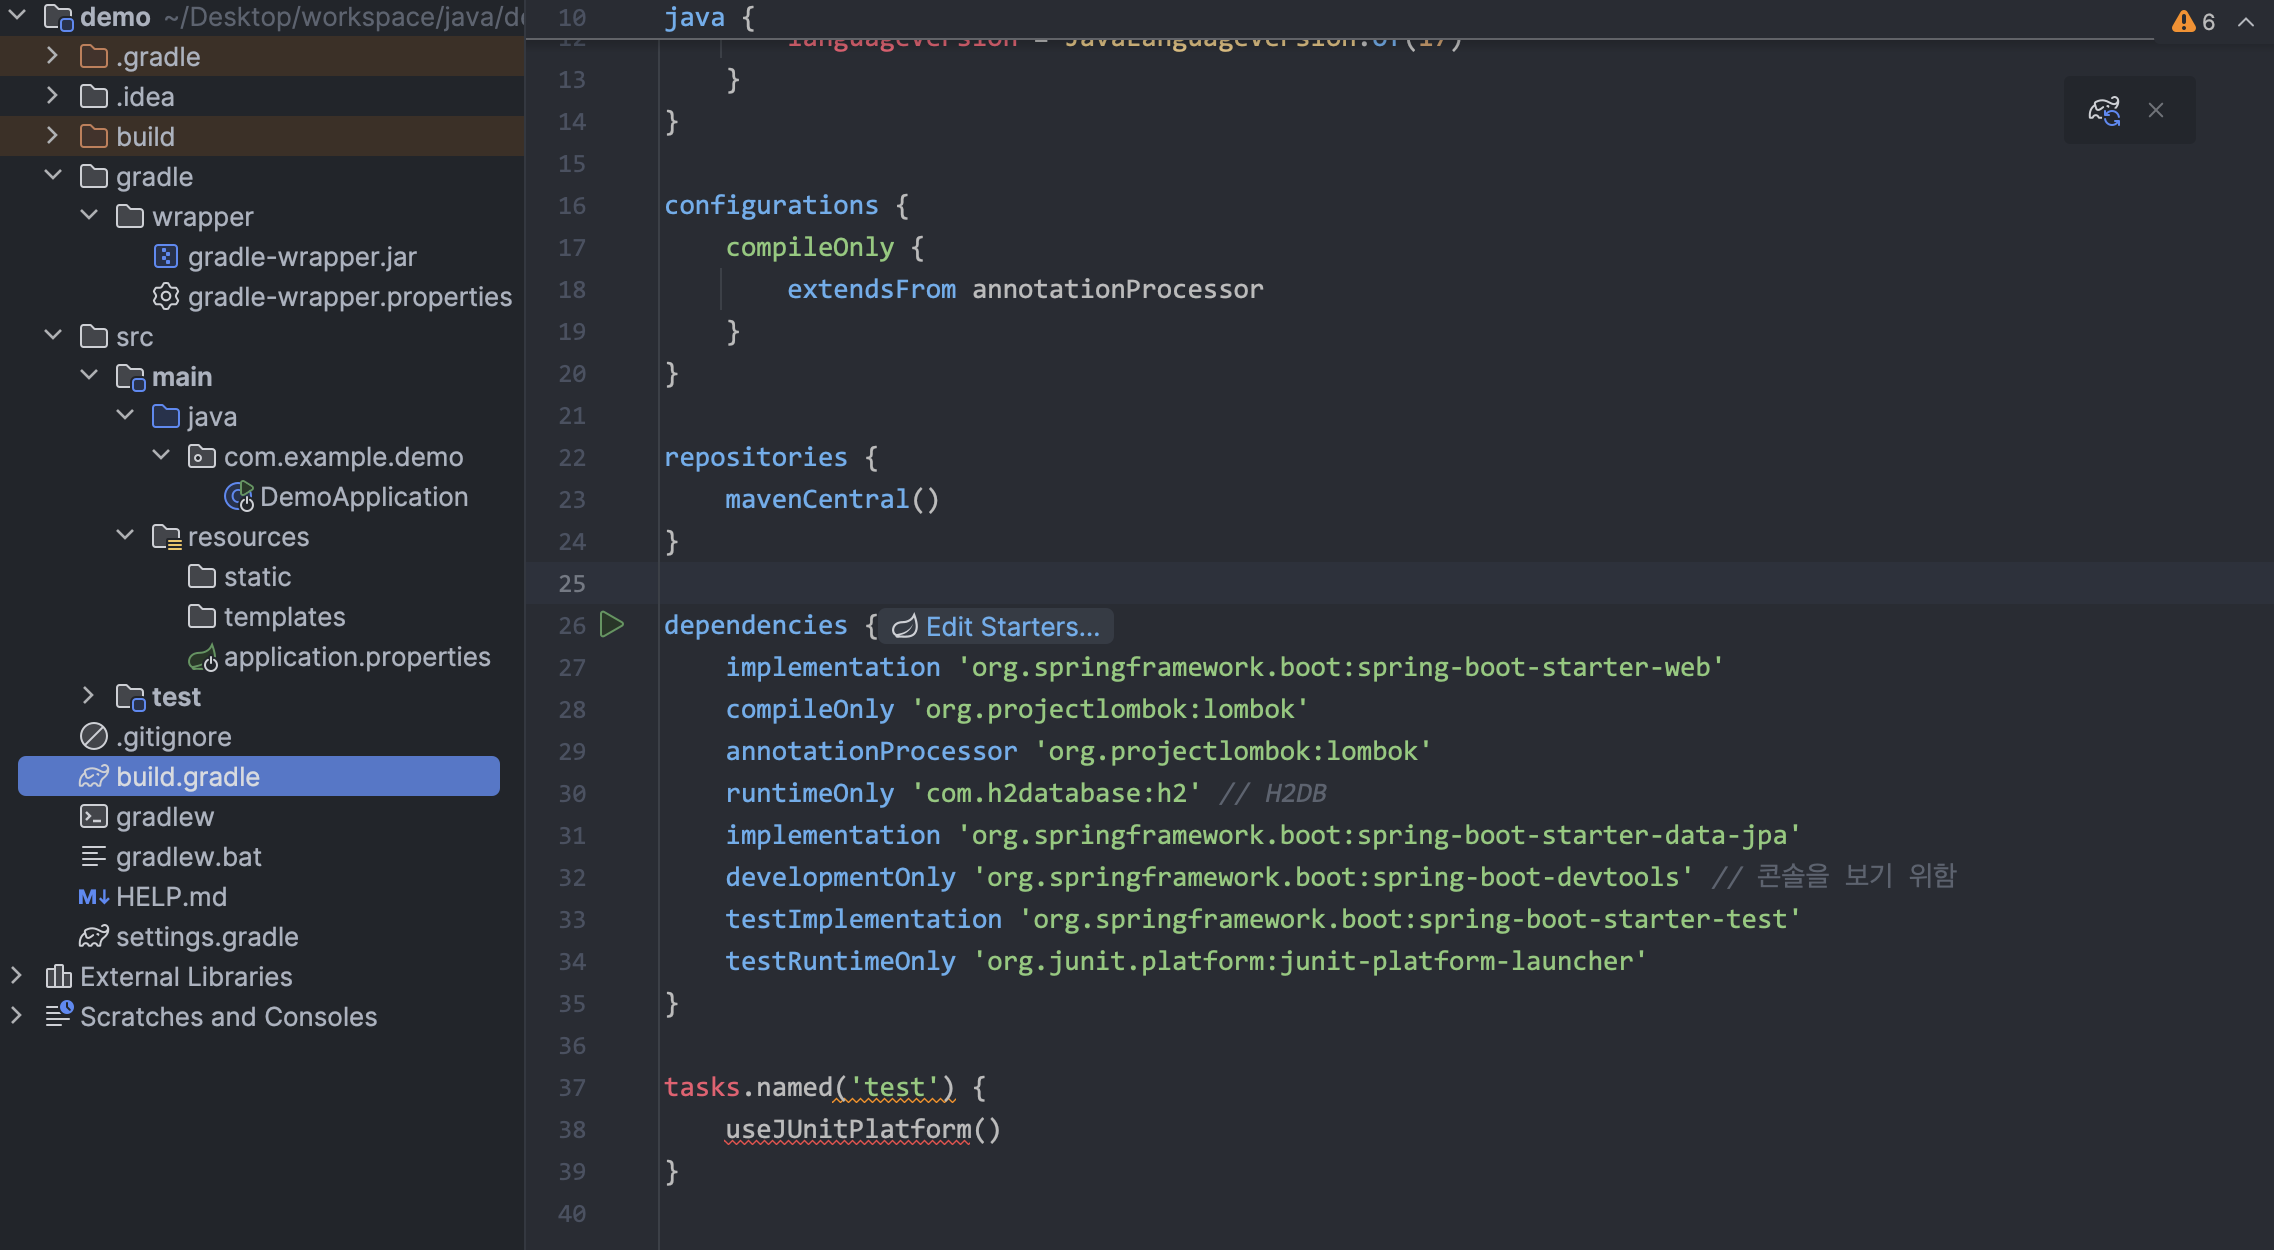 demo ~/Desktop/workspace/java/de
.gradle
.idea
build
gradle
wrapper
gradle-wrapper.jar
gradle-wrapper.properties
src
main
java
com.example.demo
DemoApplication
resources
static
templates
application.properties
test
.gitignore
build.gradle
gradlew
gradlew.bat
HELP.md
settings.gradle
External Libraries
Scratches and Consoles
6
10 java {
12 languageVersion = JavaLanguageVersion.of(17)
13 }
14 }
15
16 configurations {
17 compileOnly {
18 extendsFrom annotationProcessor
19 }
20 }
21
22 repositories {
23 mavenCentral()
24 }
25
26 dependencies { Edit Starters...
27 implementation 'org.springframework.boot:spring-boot-starter-web'
28 compileOnly 'org.projectlombok:lombok'
29 annotationProcessor 'org.projectlombok:lombok'
30 runtimeOnly 'com.h2database:h2' // H2DB
31 implementation 'org.springframework.boot:spring-boot-starter-data-jpa'
32 developmentOnly 'org.springframework.boot:spring-boot-devtools' // 콘솔을 보기 위함
33 testImplementation 'org.springframework.boot:spring-boot-starter-test'
34 testRuntimeOnly 'org.junit.platform:junit-platform-launcher'
35 }
36
37 tasks.named('test') {
38 useJUnitPlatform()
39 }
40